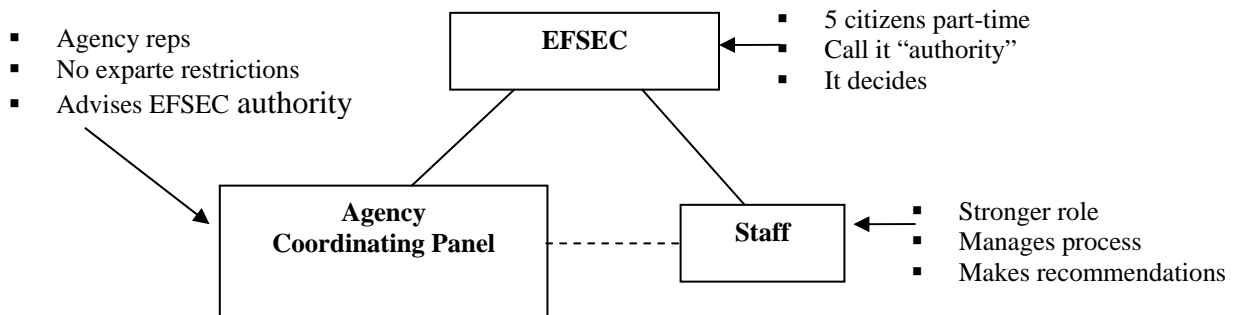 EFSEC
▪ 5 citizens part-time
▪ Call it “authority”
▪ It decides
▪ Agency reps
▪ No exparte restrictions
▪ Advises EFSEC authority
Agency
Coordinating Panel
Staff
▪ Stronger role
▪ Manages process
▪ Makes recommendations